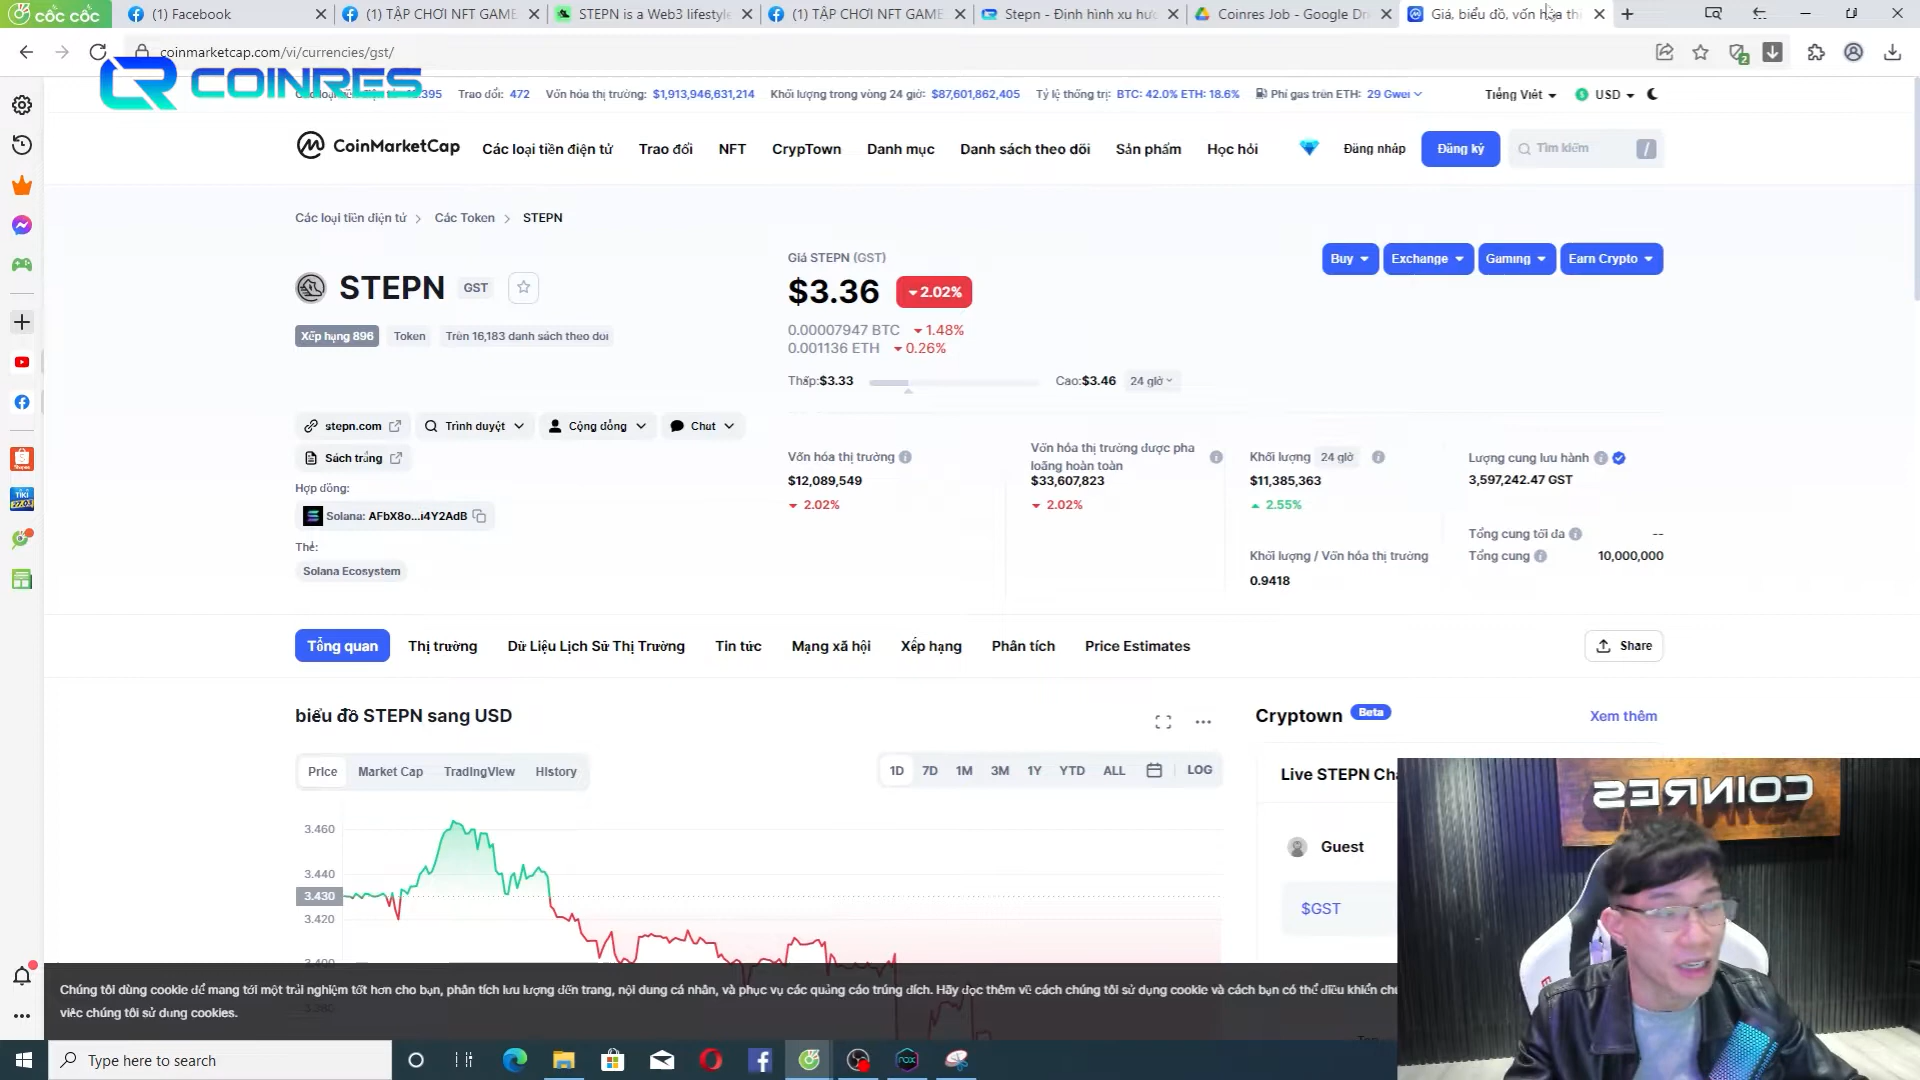 cốc cốc
(1) Facebook
(1) TẬP CHƠI NFT GAME
STEPN is a Web3 lifestyle
(1) TẬP CHƠI NFT GAME
Stepn - Định hình xu hướ
Coinres Job - Google Dri
Giá, biểu đồ, vốn hóa thị
coinmarketcap.com/vi/currencies/gst/
COINRES
Trao đổi: 472
Vốn hóa thị trường: $1,913,946,631,214
Khối lượng trong vòng 24 giờ: $87,601,862,405
Tỷ lệ thống trị: BTC: 42.0% ETH: 18.6%
Phí gas trên ETH: 29 Gwei
Tiếng Việt
USD
CoinMarketCap
Các loại tiền điện tử
Trao đổi
NFT
CrypTown
Danh mục
Danh sách theo dõi
Sản phẩm
Học hỏi
Đăng nhập
Đăng ký
Tìm kiếm
/
Các loại tiền điện tử > Các Token > STEPN
Giá STEPN (GST)
Buy
Exchange
Gaming
Earn Crypto
STEPN GST
$3.36 2.02%
0.00007947 BTC 1.48%
0.001136 ETH 0.26%
Xếp hạng 896
Token
Trên 16,183 danh sách theo dõi
Thấp:$3.33
Cao:$3.46
24 giờ
stepn.com
Trình duyệt
Cộng đồng
Chat
Sách trắng
Hợp đồng:
Solana: AFbX8o...i4Y2AdB
Thẻ:
Solana Ecosystem
Vốn hóa thị trường
$12,089,549
2.02%
Vốn hóa thị trường được pha
loãng hoàn toàn
$33,607,823
2.02%
Khối lượng 24 giờ
$11,385,363
2.55%
Khối lượng / Vốn hóa thị trường
0.9418
Lượng cung lưu hành
3,597,242.47 GST
Tổng cung tối đa --
Tổng cung 10,000,000
Tổng quan
Thị trường
Dữ Liệu Lịch Sử Thị Trường
Tin tức
Mạng xã hội
Xếp hạng
Phân tích
Price Estimates
Share
biểu đồ STEPN sang USD
Cryptown Beta
Xem thêm
Price
Market Cap
TradingView
History
1D
7D
1M
3M
1Y
YTD
ALL
LOG
3.460
3.440
3.430
3.420
3.400
Live STEPN Cha
Guest
$GST
COINRES
Chúng tôi dùng cookie để mang tới một trải nghiệm tốt hơn cho bạn, phân tích lưu lượng đến trang, nội dung cá nhân, và phục vụ các quảng cáo trúng đích. Hãy đọc thêm về cách chúng tôi sử dụng cookie và cách bạn có thể điều khiển
việc chúng tôi sử dụng cookies.
Type here to search